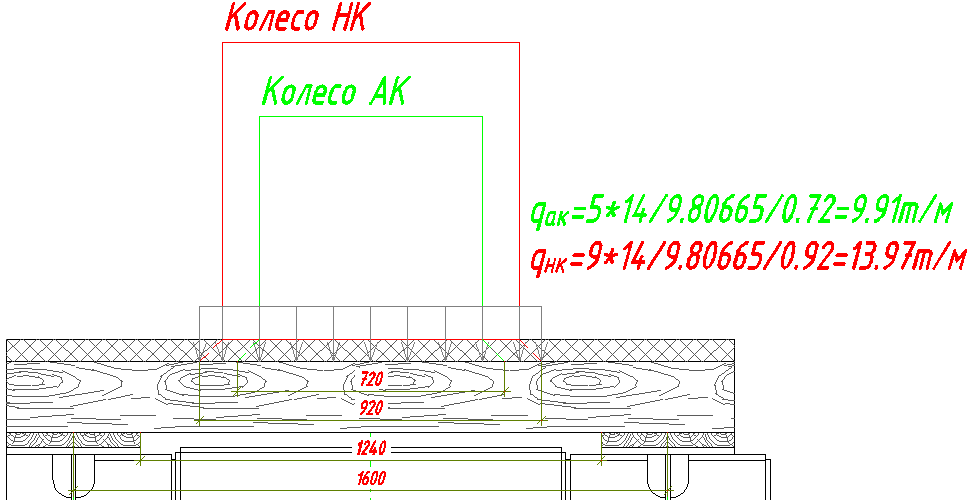 Колесо НК
Колесо АК
qак=5*14/9.80665/0.72=9.91т/м
qнк=9*14/9.80665/0.92=13.97т/м
720
920
1240
1600